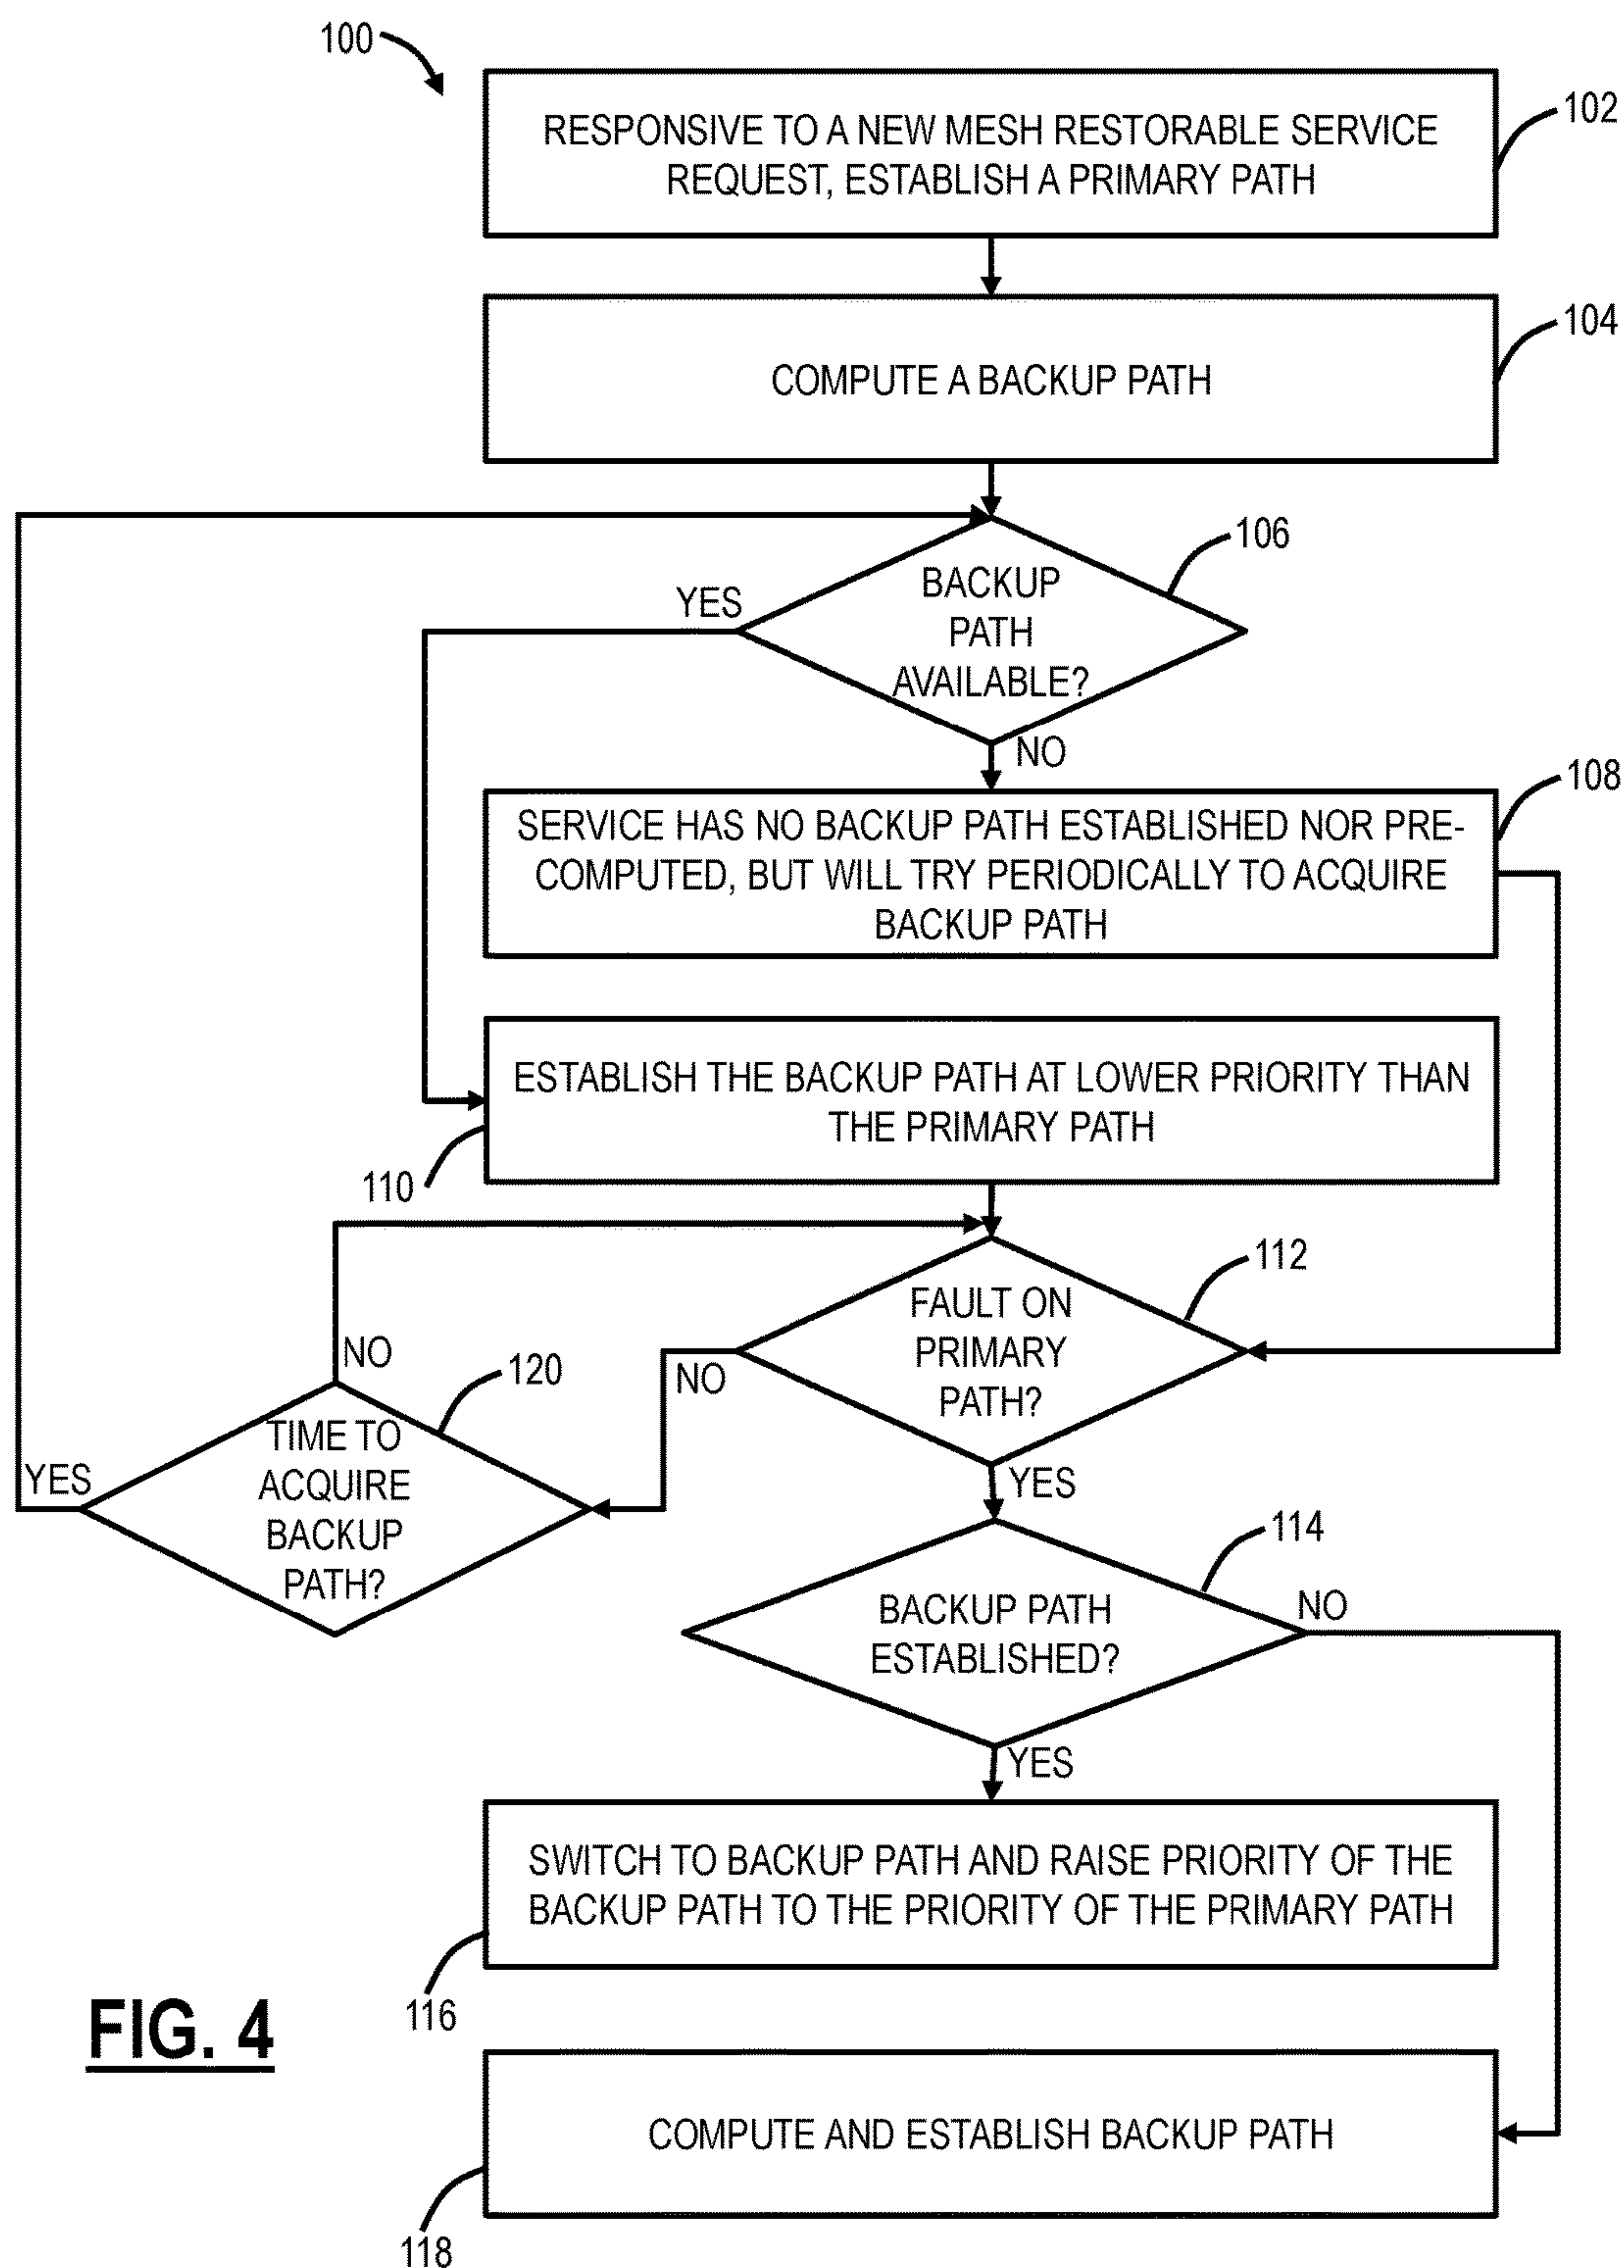 100
RESPONSIVE TO A NEW MESH RESTORABLE SERVICE
REQUEST, ESTABLISH A PRIMARY PATH
102
COMPUTE A BACKUP PATH
104
BACKUP
PATH
AVAILABLE?
106
YES
NO
SERVICE HAS NO BACKUP PATH ESTABLISHED NOR PRE-
COMPUTED, BUT WILL TRY PERIODICALLY TO ACQUIRE
BACKUP PATH
108
ESTABLISH THE BACKUP PATH AT LOWER PRIORITY THAN
THE PRIMARY PATH
110
FAULT ON
PRIMARY
PATH?
112
NO
YES
TIME TO
ACQUIRE
BACKUP
PATH?
120
NO
YES
BACKUP PATH
ESTABLISHED?
114
NO
YES
SWITCH TO BACKUP PATH AND RAISE PRIORITY OF THE
BACKUP PATH TO THE PRIORITY OF THE PRIMARY PATH
116
COMPUTE AND ESTABLISH BACKUP PATH
118
FIG. 4